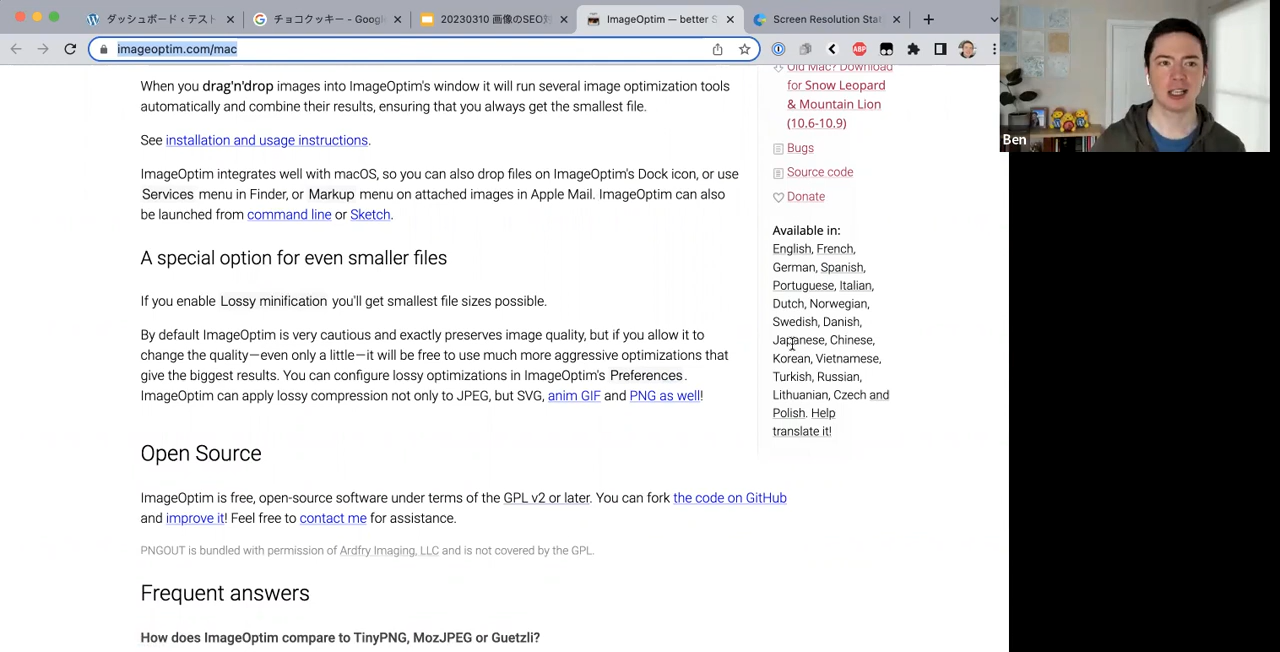 ダッシュボード ‹ テスト
チョコクッキー - Google
20230310 画像のSEO対
ImageOptim — better S
Screen Resolution Stat
imageoptim.com/mac
When you drag'n'drop images into ImageOptim's window it will run several image optimization tools
automatically and combine their results, ensuring that you always get the smallest file.
See installation and usage instructions.
ImageOptim integrates well with macOS, so you can also drop files on ImageOptim's Dock icon, or use
Services menu in Finder, or Markup menu on attached images in Apple Mail. ImageOptim can also
be launched from command line or Sketch.
A special option for even smaller files
If you enable Lossy minification you'll get smallest file sizes possible.
By default ImageOptim is very cautious and exactly preserves image quality, but if you allow it to
change the quality—even only a little—it will be free to use much more aggressive optimizations that
give the biggest results. You can configure lossy optimizations in ImageOptim's Preferences.
ImageOptim can apply lossy compression not only to JPEG, but SVG, anim GIF and PNG as well!
Open Source
ImageOptim is free, open-source software under terms of the GPL v2 or later. You can fork the code on GitHub
and improve it! Feel free to contact me for assistance.
PNGOUT is bundled with permission of Ardfry Imaging, LLC and is not covered by the GPL.
Frequent answers
How does ImageOptim compare to TinyPNG, MozJPEG or Guetzli?
Old Mac? Download
for Snow Leopard
& Mountain Lion
(10.6-10.9)
Bugs
Source code
Donate
Available in:
English, French,
German, Spanish,
Portuguese, Italian,
Dutch, Norwegian,
Swedish, Danish,
Japanese, Chinese,
Korean, Vietnamese,
Turkish, Russian,
Lithuanian, Czech and
Polish. Help
translate it!
ABP
Ben